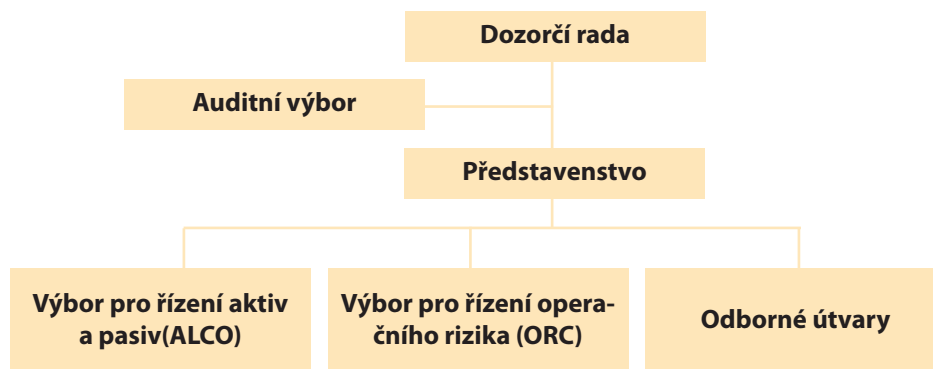 Dozorčí rada
Auditní výbor
Představenstvo
Výbor pro řízení aktiv
a pasiv(ALCO)
Výbor pro řízení opera-
čního rizika (ORC)
Odborné útvary